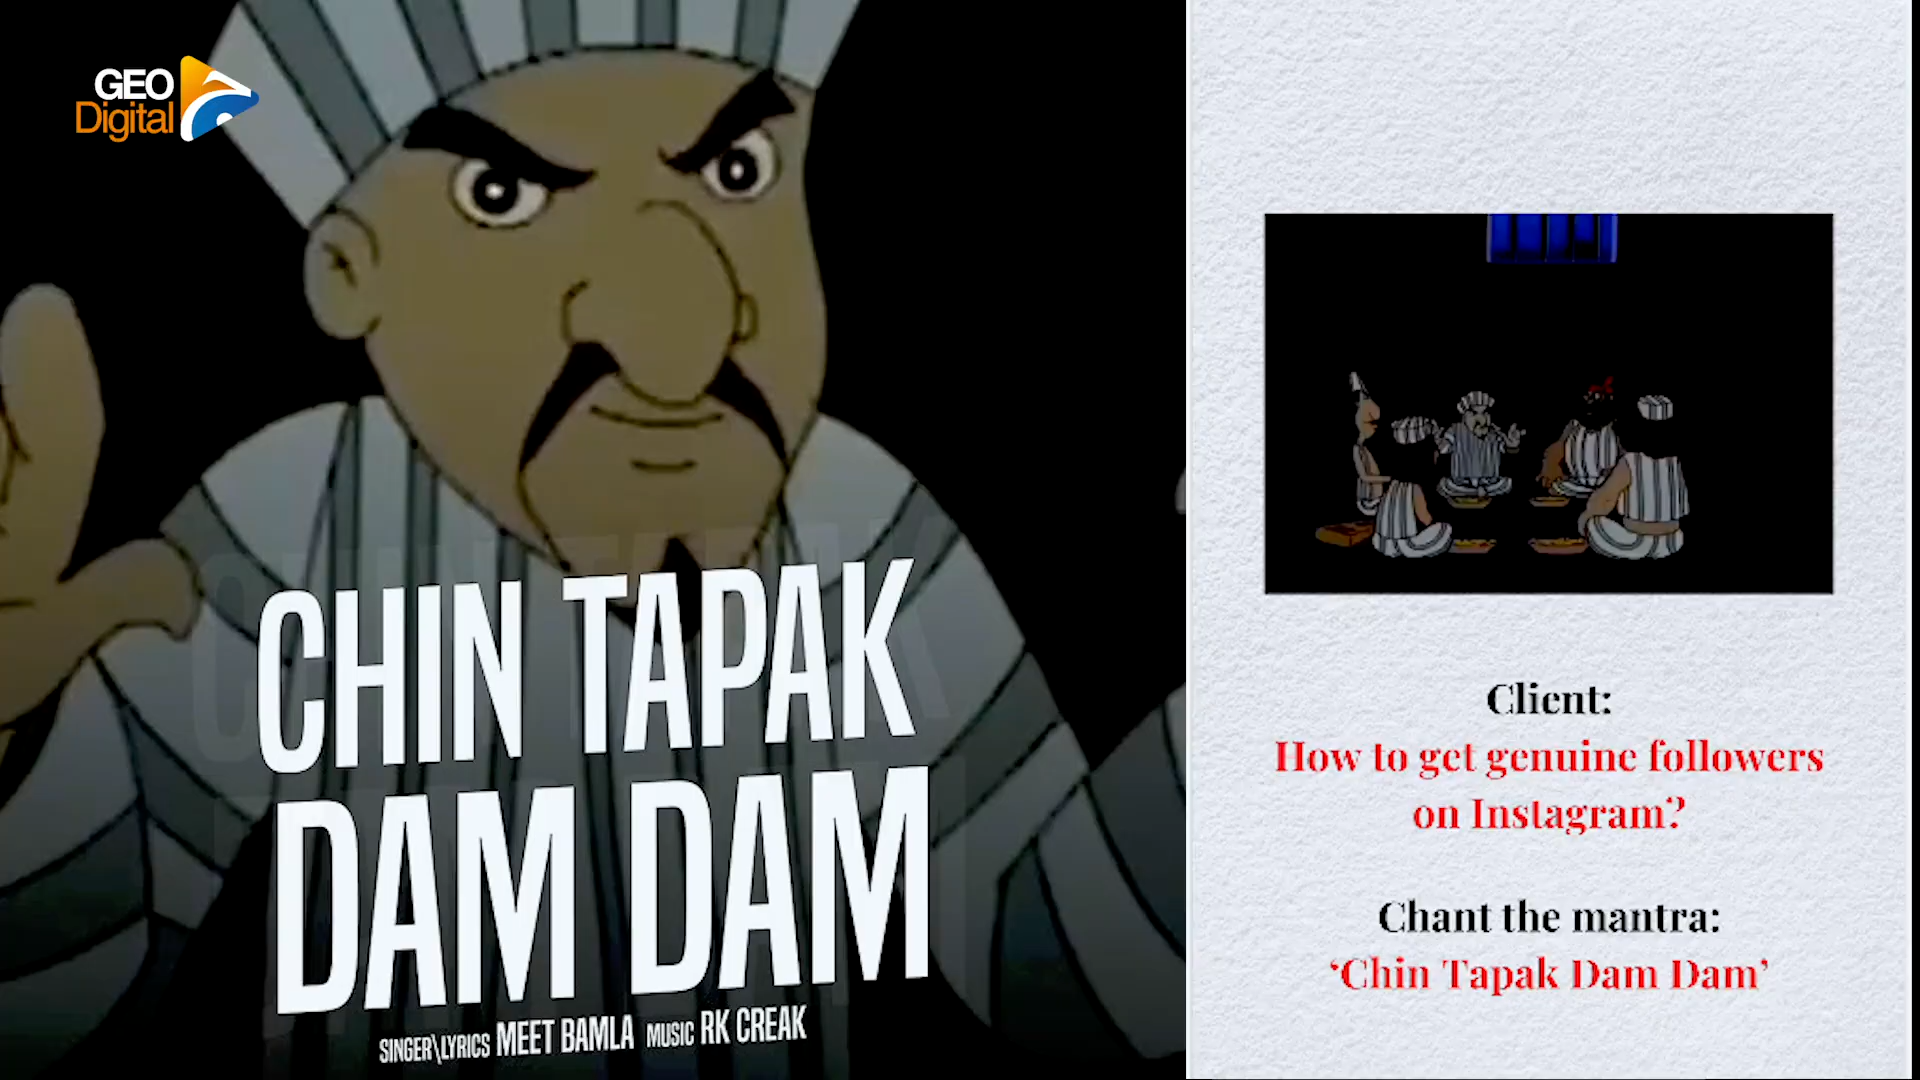 GEO
Digital
CHIN TAPAK
DAM DAM
SINGER\LYRICS MEET BAMLA MUSIC RK CREAK
Client:
How to get genuine followers
on Instagram?
Chant the mantra:
‘Chin Tapak Dam Dam’